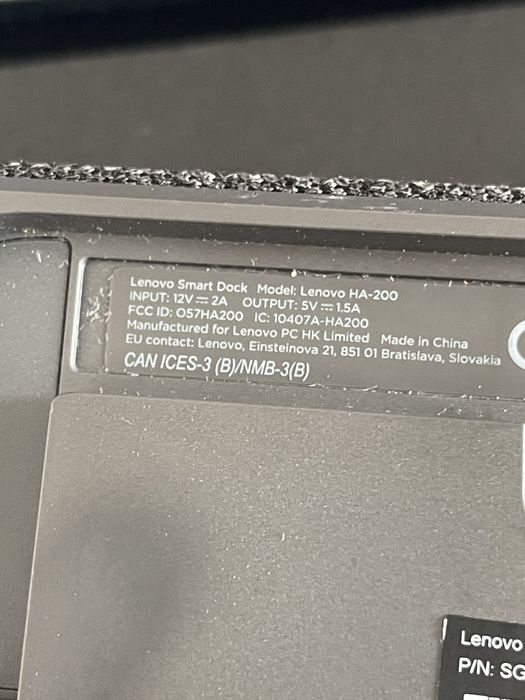 Lenovo Smart Dock Model: Lenovo HA-200
INPUT: 12V⎓2A OUTPUT: 5V⎓1.5A
FCC ID: O57HA200 IC: 10407A-HA200
Manufactured for Lenovo PC HK Limited Made in China
EU contact: Lenovo, Einsteinova 21, 851 01 Bratislava, Slovakia
CAN ICES-3 (B)/NMB-3(B)
Lenovo
P/N: SG